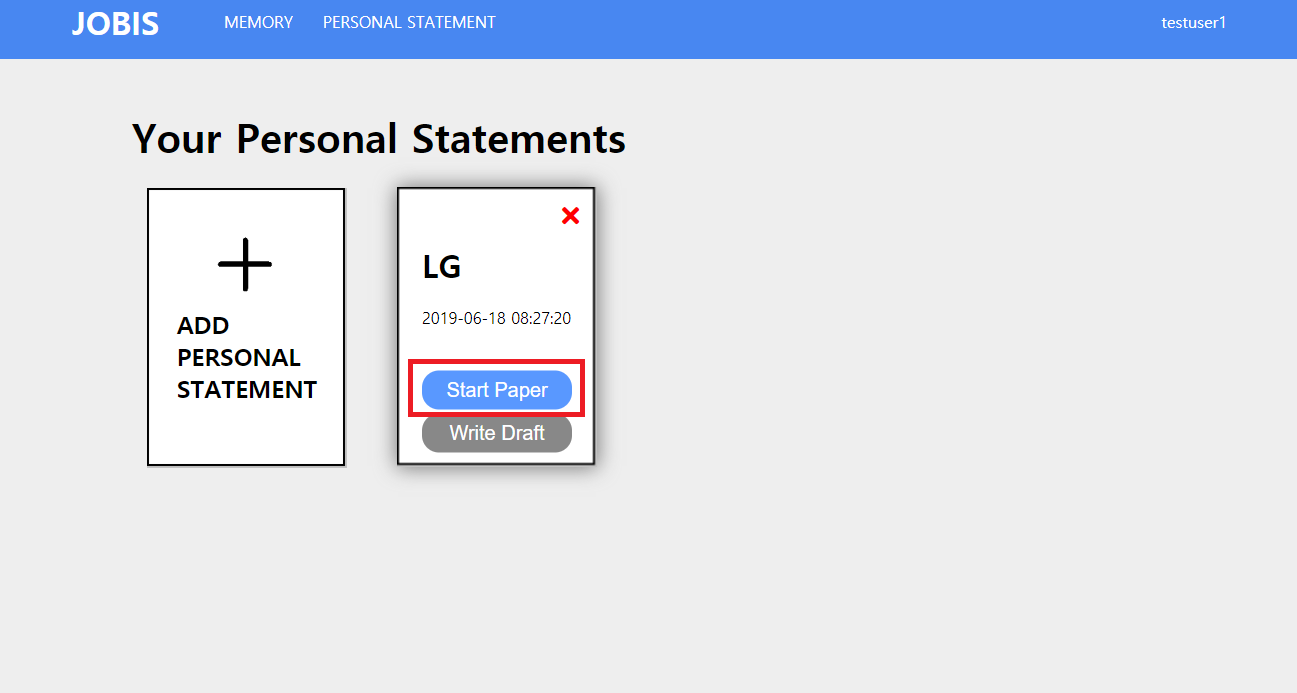 JOBIS
MEMORY
PERSONAL STATEMENT
testuser1
Your Personal Statements
ADD
PERSONAL
STATEMENT
LG
2019-06-18 08:27:20
Start Paper
Write Draft